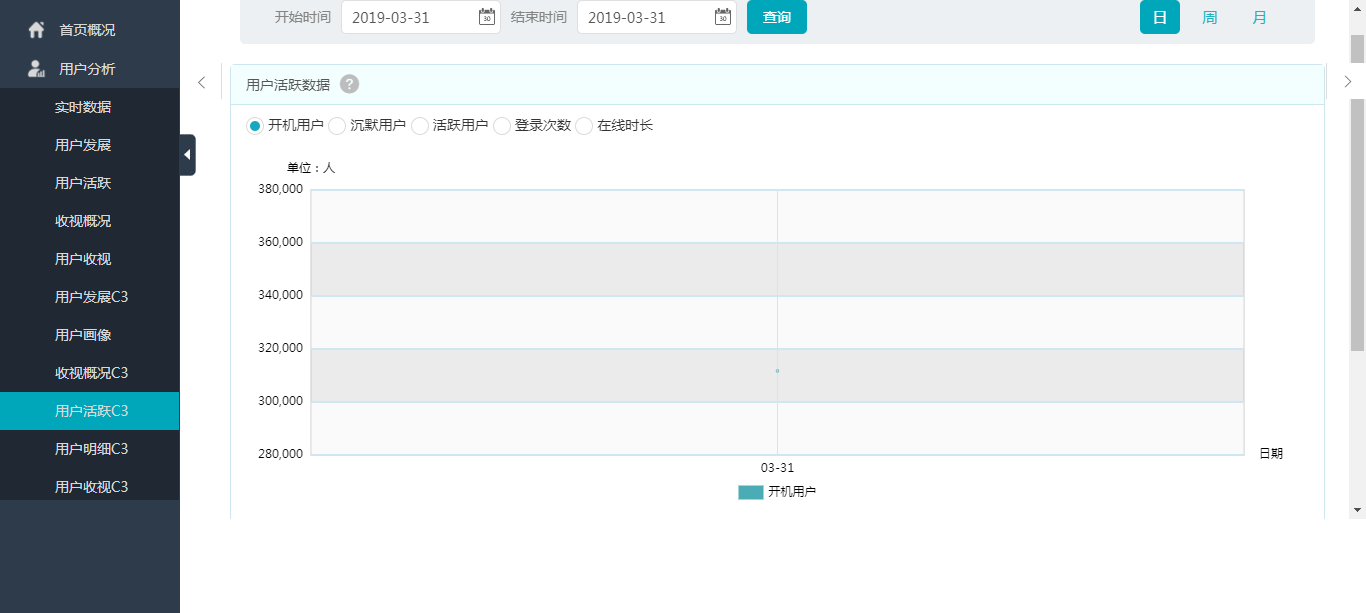 首页概况
用户分析
实时数据
用户发展
用户活跃
收视概况
用户收视
用户发展C3
用户画像
收视概况C3
用户活跃C3
用户明细C3
用户收视C3
开始时间 2019-03-31 30 结束时间 2019-03-31 30 查询 日 周 月
用户活跃数据 ?
开机用户 沉默用户 活跃用户 登录次数 在线时长
单位：人
380,000
360,000
340,000
320,000
300,000
280,000
日期
03-31
开机用户